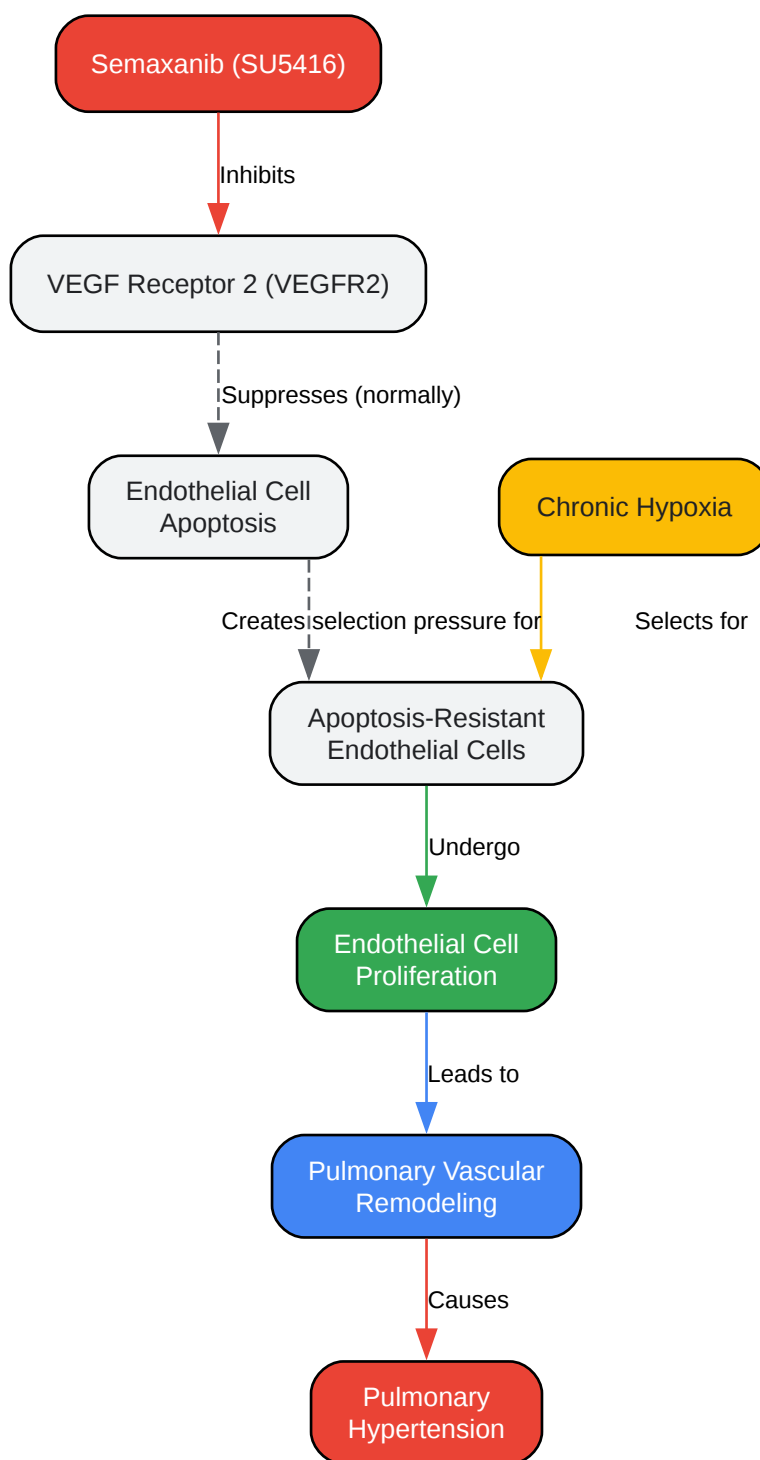 Semaxanib (SU5416)
Inhibits
VEGF Receptor 2 (VEGFR2)
Suppresses (normally)
Endothelial Cell
Apoptosis
Chronic Hypoxia
Creates selection pressure for
Selects for
Apoptosis-Resistant
Endothelial Cells
Undergo
Endothelial Cell
Proliferation
Leads to
Pulmonary Vascular
Remodeling
Causes
Pulmonary
Hypertension